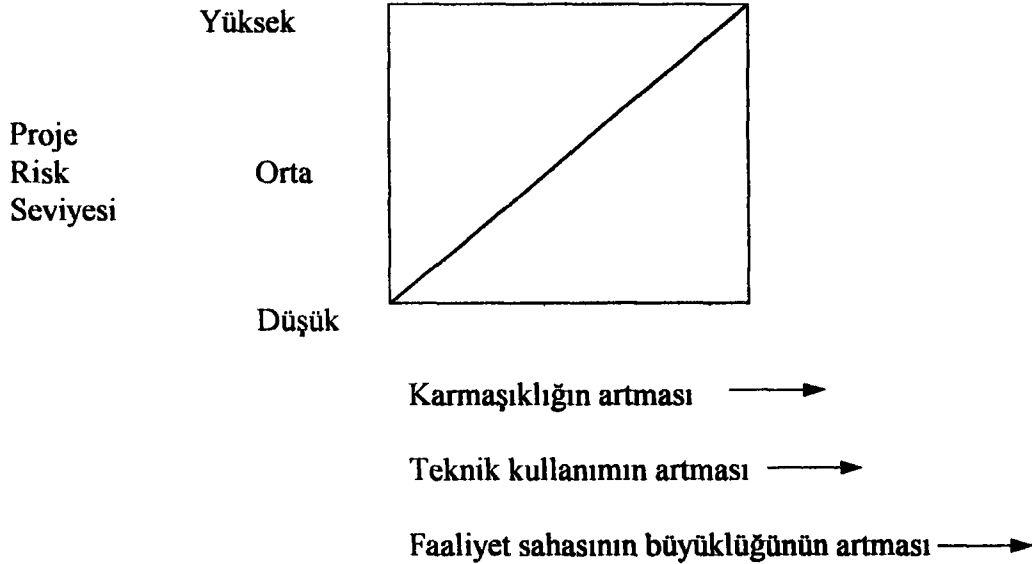 Yüksek
Proje
Risk
Seviyesi
Orta
Düşük
Karmaşıklığın artması
Teknik kullanımın artması
Faaliyet sahasının büyüklüğünün artması